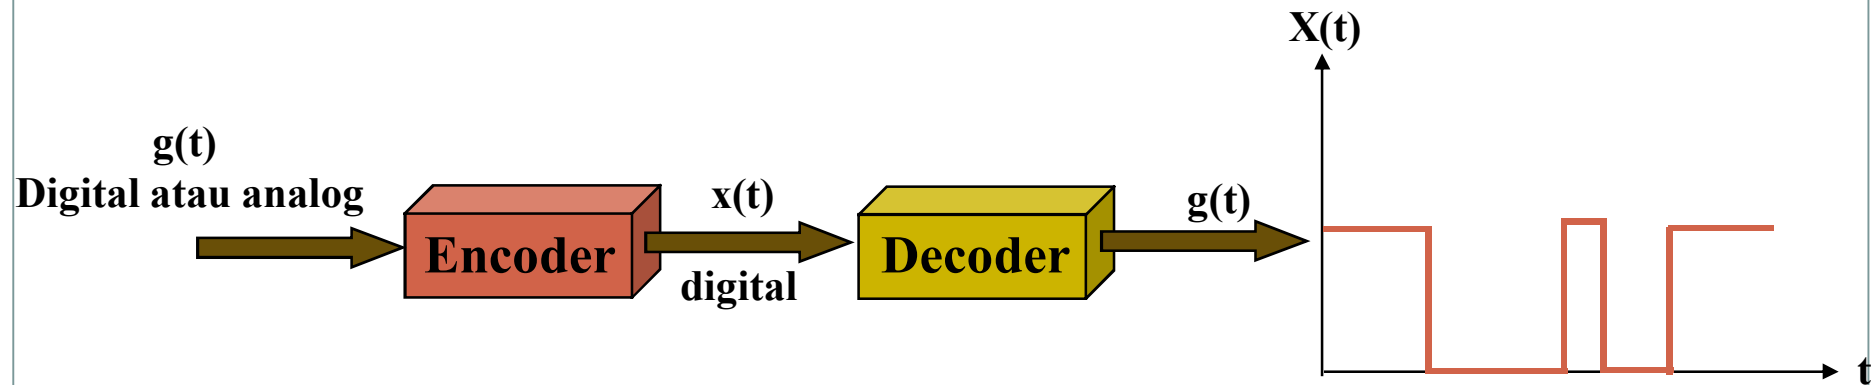 g(t)
Digital atau analog
Encoder
x(t)
digital
Decoder
g(t)
X(t)
t